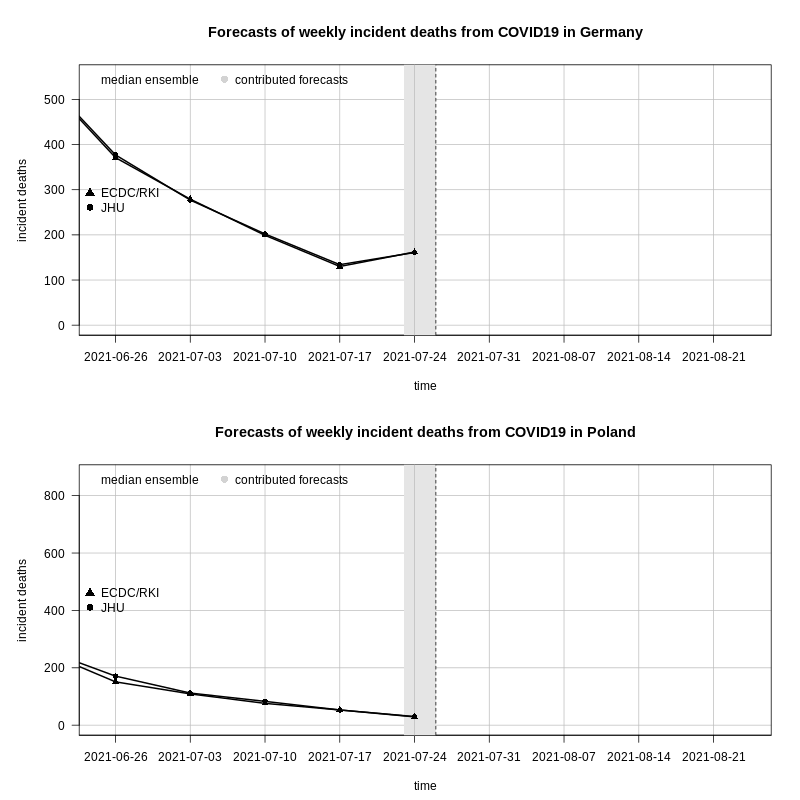 Forecasts of weekly incident deaths from COVID19 in Germany
median ensemble contributed forecasts
500
400
300
200
100
0
incident deaths
ECDC/RKI
JHU
2021-06-26 2021-07-03 2021-07-10 2021-07-17 2021-07-24 2021-07-31 2021-08-07 2021-08-14 2021-08-21
time
Forecasts of weekly incident deaths from COVID19 in Poland
median ensemble contributed forecasts
800
600
400
200
0
incident deaths
ECDC/RKI
JHU
2021-06-26 2021-07-03 2021-07-10 2021-07-17 2021-07-24 2021-07-31 2021-08-07 2021-08-14 2021-08-21
time